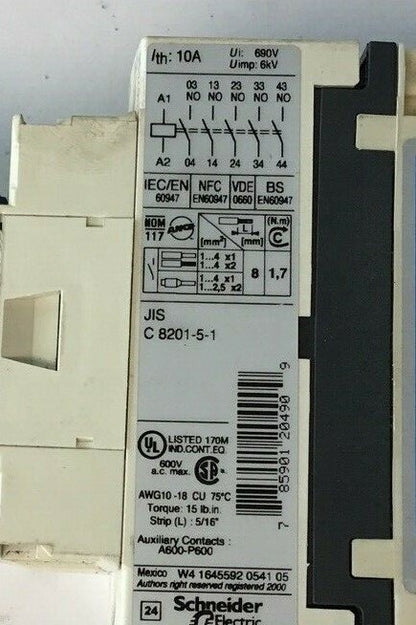 Ith: 10A Ui: 690V
Uimp: 6kV
03 13 23 33 43
A1 NO NO NO NO NO
A2 04 14 24 34 44
IEC/EN NFC VDE BS
60947 EN60947 0660 EN60947
NOM 117 ANCE L (N.m)
[mm²] [mm] C
1...4 x1
1...4 x2
8 1,7
1...4 x1
1...2,5 x2
JIS
C 8201-5-1
UL LISTED 170M
IND.CONT.EQ.
600V
a.c. max.
AWG10 -18 CU 75°C
Torque: 15 lb.in.
Strip (L) : 5/16"
7 85901 20490 9
Auxiliary Contacts :
A600-P600
Mexico W4 1645592 0541 05
Authors right reserved registered 2000
24 Schneider
Electric